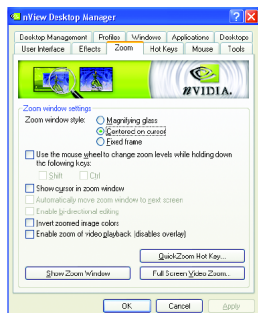 nView Desktop Manager
Desktop Management Profiles Windows Applications Desktops
User Interface Effects Zoom Hot Keys Mouse Tools
nVIDIA.
Zoom window settings
Zoom window style: Magnifying glass
Centered on cursor
Fixed frame
Use the mouse wheel to change zoom levels while holding down
the following keys:
Shift Ctrl
Show cursor in zoom window
Automatically move zoom window to next screen
Enable bi-directional editing
Invert zoomed image colors
Enable zoom of video playback (disables overlay)
QuickZoom Hot Key...
Show Zoom Window Full Screen Video Zoom...
OK Cancel Apply